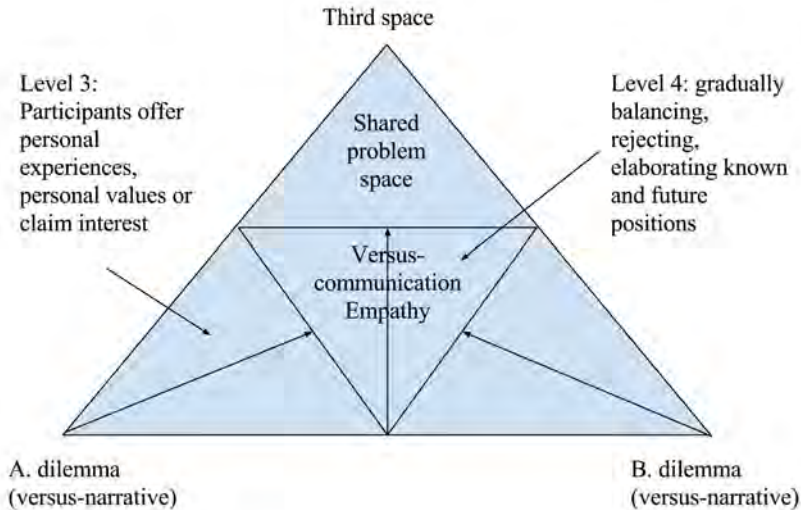 Third space
Level 3:
Participants offer
personal
experiences,
personal values or
claim interest
Shared
problem
space
Level 4: gradually
balancing,
rejecting,
elaborating known
and future
positions
Versus-
communication
Empathy
A. dilemma
(versus-narrative)
B. dilemma
(versus-narrative)